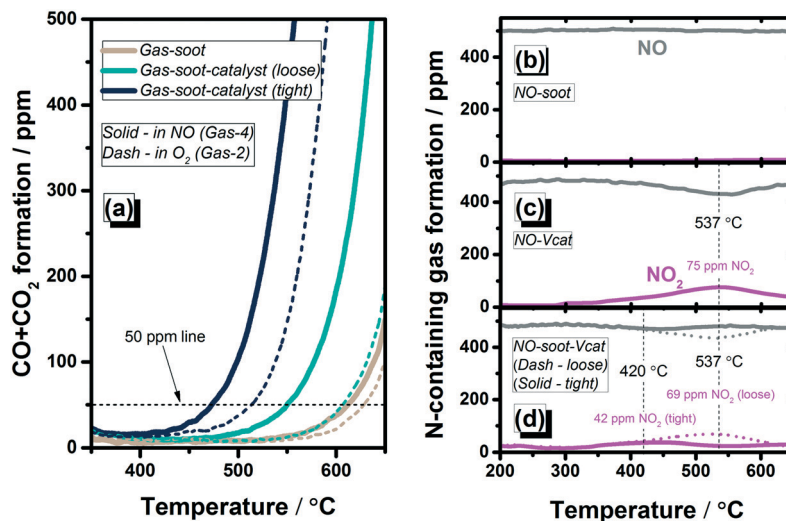 (a)
Gas-soot
Gas-soot-catalyst (loose)
Gas-soot-catalyst (tight)
Solid - in NO (Gas-4)
Dash - in O₂ (Gas-2)
50 ppm line
CO+CO₂ formation / ppm
500
400
300
200
100
50
0
400
500
600
Temperature / °C
N-containing gas formation / ppm
(b)
NO
NO-soot
400
200
0
(c)
NO-Vcat
537 °C
75 ppm NO₂
NO₂
400
200
0
(d)
NO-soot-Vcat
(Dash - loose)
(Solid - tight)
420 °C
537 °C
69 ppm NO₂ (loose)
42 ppm NO₂ (tight)
400
200
0
200
300
400
500
600
Temperature / °C